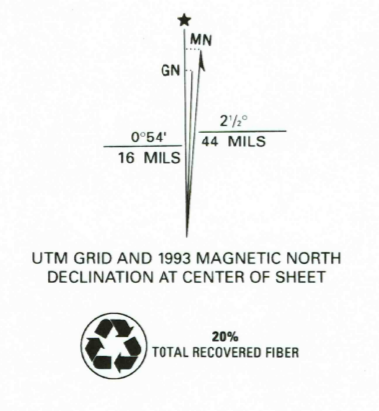 MN
GN
0°54'
16 MILS
2½°
44 MILS
UTM GRID AND 1993 MAGNETIC NORTH
DECLINATION AT CENTER OF SHEET
20%
TOTAL RECOVERED FIBER